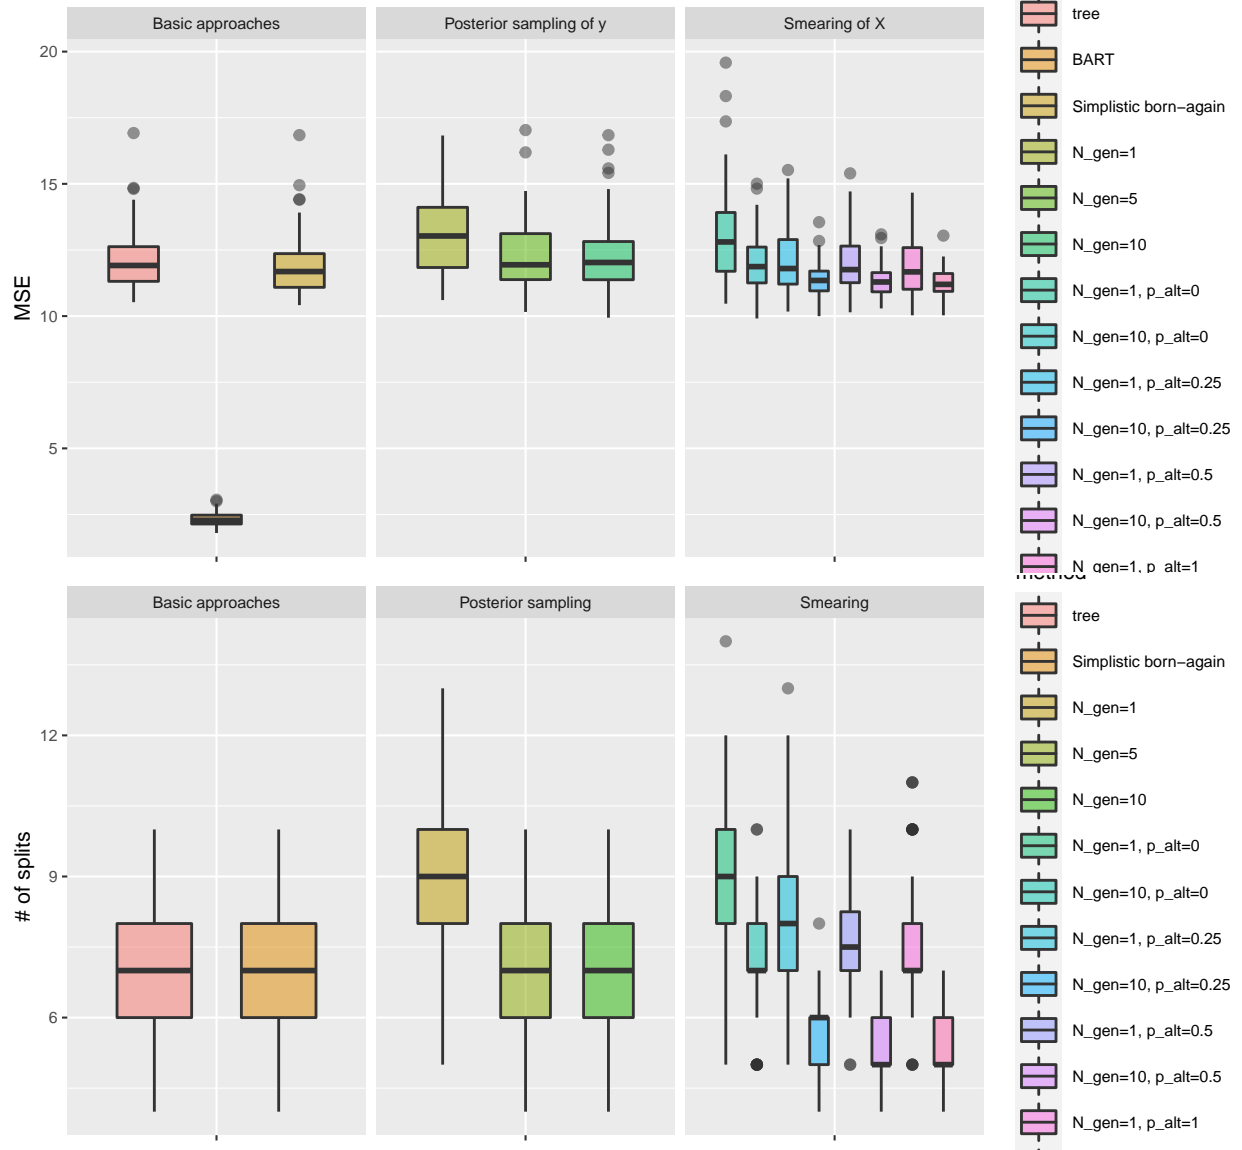 Basic approaches
Posterior sampling of y
Smearing of X
MSE
20
15
10
5
tree
BART
Simplistic born−again
N_gen=1
N_gen=5
N_gen=10
N_gen=1, p_alt=0
N_gen=10, p_alt=0
N_gen=1, p_alt=0.25
N_gen=10, p_alt=0.25
N_gen=1, p_alt=0.5
N_gen=10, p_alt=0.5
N_gen=1, p_alt=1
method
Basic approaches
Posterior sampling
Smearing
# of splits
12
9
6
tree
Simplistic born−again
N_gen=1
N_gen=5
N_gen=10
N_gen=1, p_alt=0
N_gen=10, p_alt=0
N_gen=1, p_alt=0.25
N_gen=10, p_alt=0.25
N_gen=1, p_alt=0.5
N_gen=10, p_alt=0.5
N_gen=1, p_alt=1